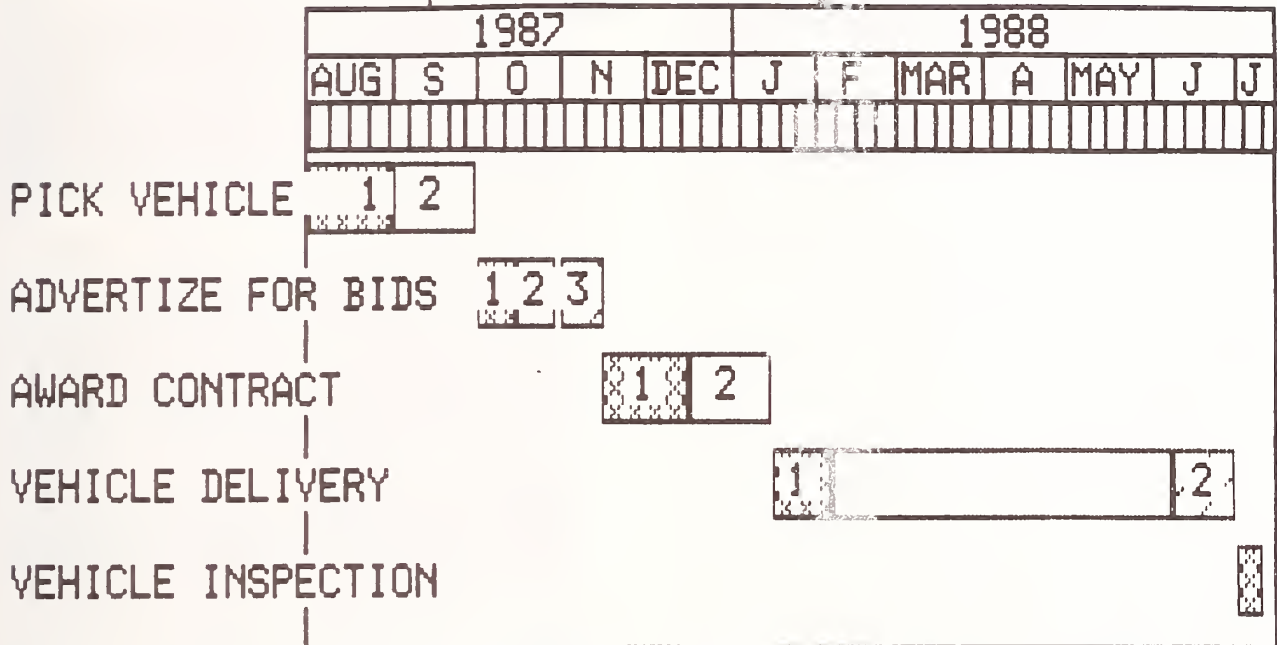 1987 1988
AUG S O N DEC J F MAR A MAY J J
PICK VEHICLE 1 2
ADVERTIZE FOR BIDS 1 2 3
AWARD CONTRACT 1 2
VEHICLE DELIVERY 1 2
VEHICLE INSPECTION